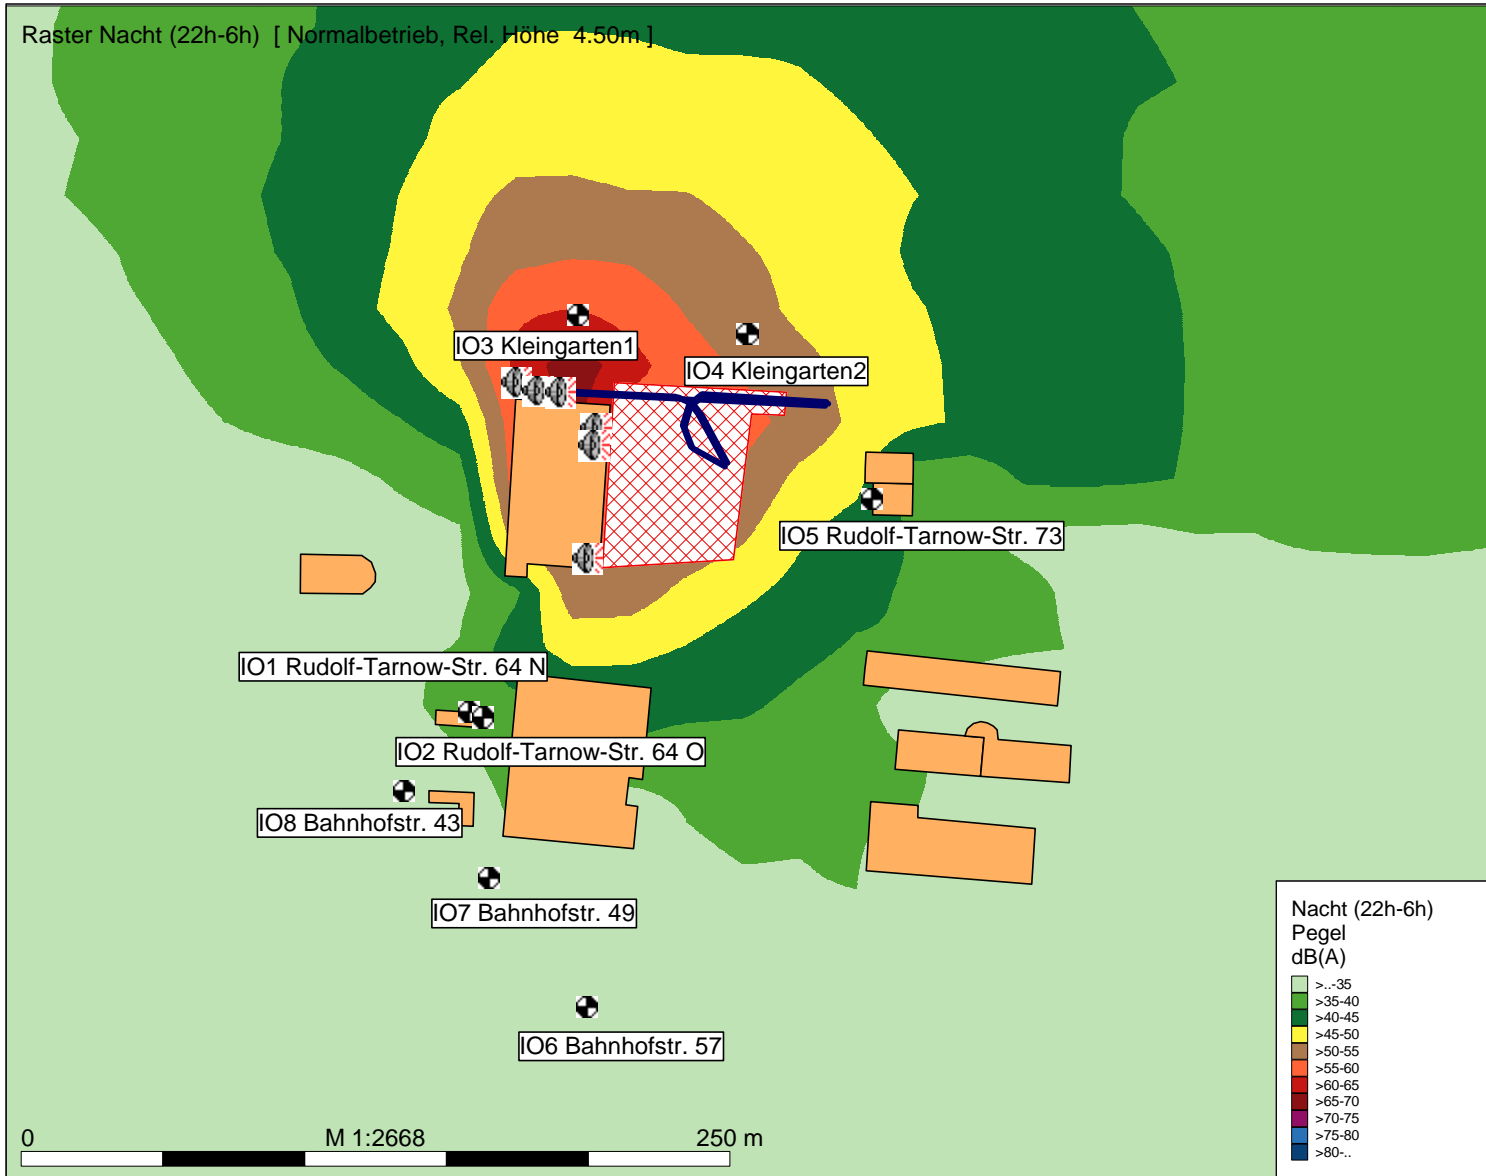 Raster Nacht (22h-6h)  [ Normalbetrieb, Rel. Höhe  4.50m ]
IO3 Kleingarten1
IO4 Kleingarten2
IO5 Rudolf-Tarnow-Str. 73
IO1 Rudolf-Tarnow-Str. 64 N
IO2 Rudolf-Tarnow-Str. 64 O
IO8 Bahnhofstr. 43
IO7 Bahnhofstr. 49
IO6 Bahnhofstr. 57
Nacht (22h-6h)
Pegel
dB(A)
>..-35
>35-40
>40-45
>45-50
>50-55
>55-60
>60-65
>65-70
>70-75
>75-80
>80-..
0 M 1:2668 250 m